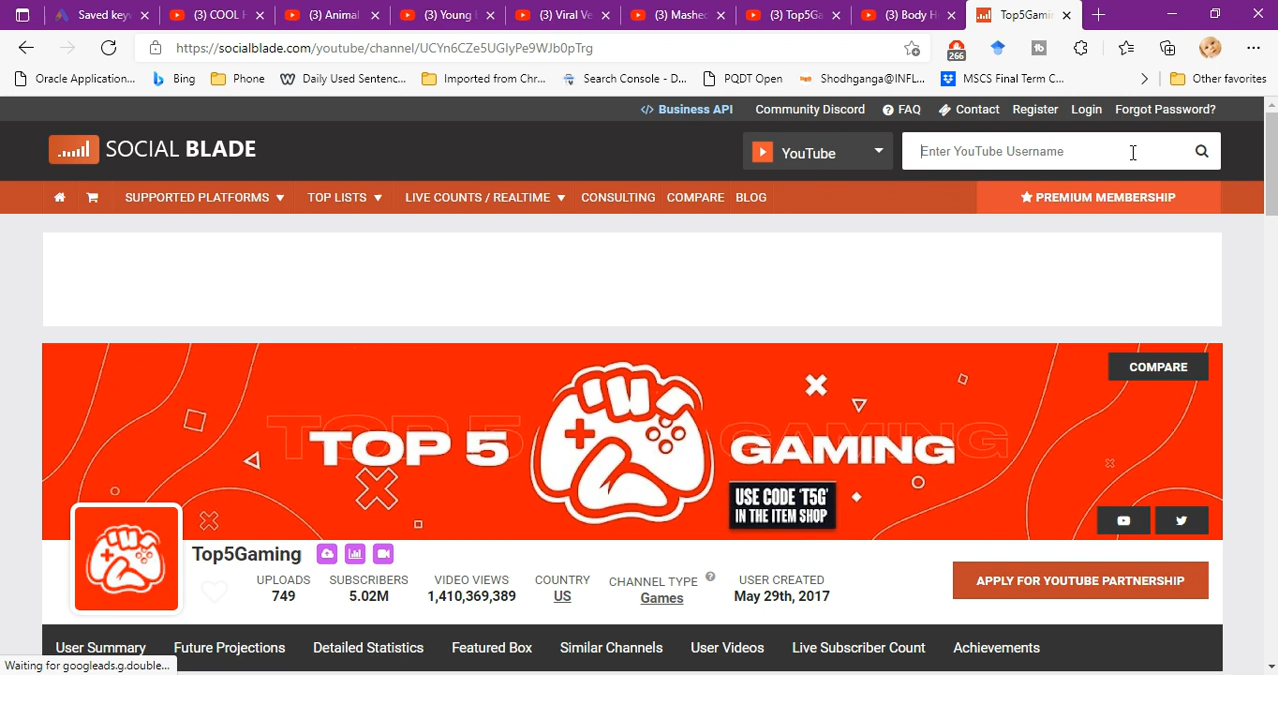 Saved key
(3) COOL H
(3) Animal
(3) Young
(3) Viral Ve
(3) Mashed
(3) Top5Ga
(3) Body H
Top5Gami
https://socialblade.com/youtube/channel/UCYn6CZe5UGlyPe9WJb0pTrg
266
Oracle Application...
Bing
Phone
Daily Used Sentenc...
Imported from Chr...
Search Console - D...
PQDT Open
Shodhganga@INFL...
MSCS Final Term C...
Other favorites
</> Business API
Community Discord
FAQ
Contact
Register
Login
Forgot Password?
SOCIAL BLADE
YouTube
Enter YouTube Username
SUPPORTED PLATFORMS
TOP LISTS
LIVE COUNTS / REALTIME
CONSULTING
COMPARE
BLOG
PREMIUM MEMBERSHIP
COMPARE
TOP 5 GAMING
USE CODE 'T5G'
IN THE ITEM SHOP
Top5Gaming
UPLOADS
749
SUBSCRIBERS
5.02M
VIDEO VIEWS
1,410,369,389
COUNTRY
US
CHANNEL TYPE
Games
USER CREATED
May 29th, 2017
APPLY FOR YOUTUBE PARTNERSHIP
User Summary
Future Projections
Detailed Statistics
Featured Box
Similar Channels
User Videos
Live Subscriber Count
Achievements
Waiting for googleads.g.double...